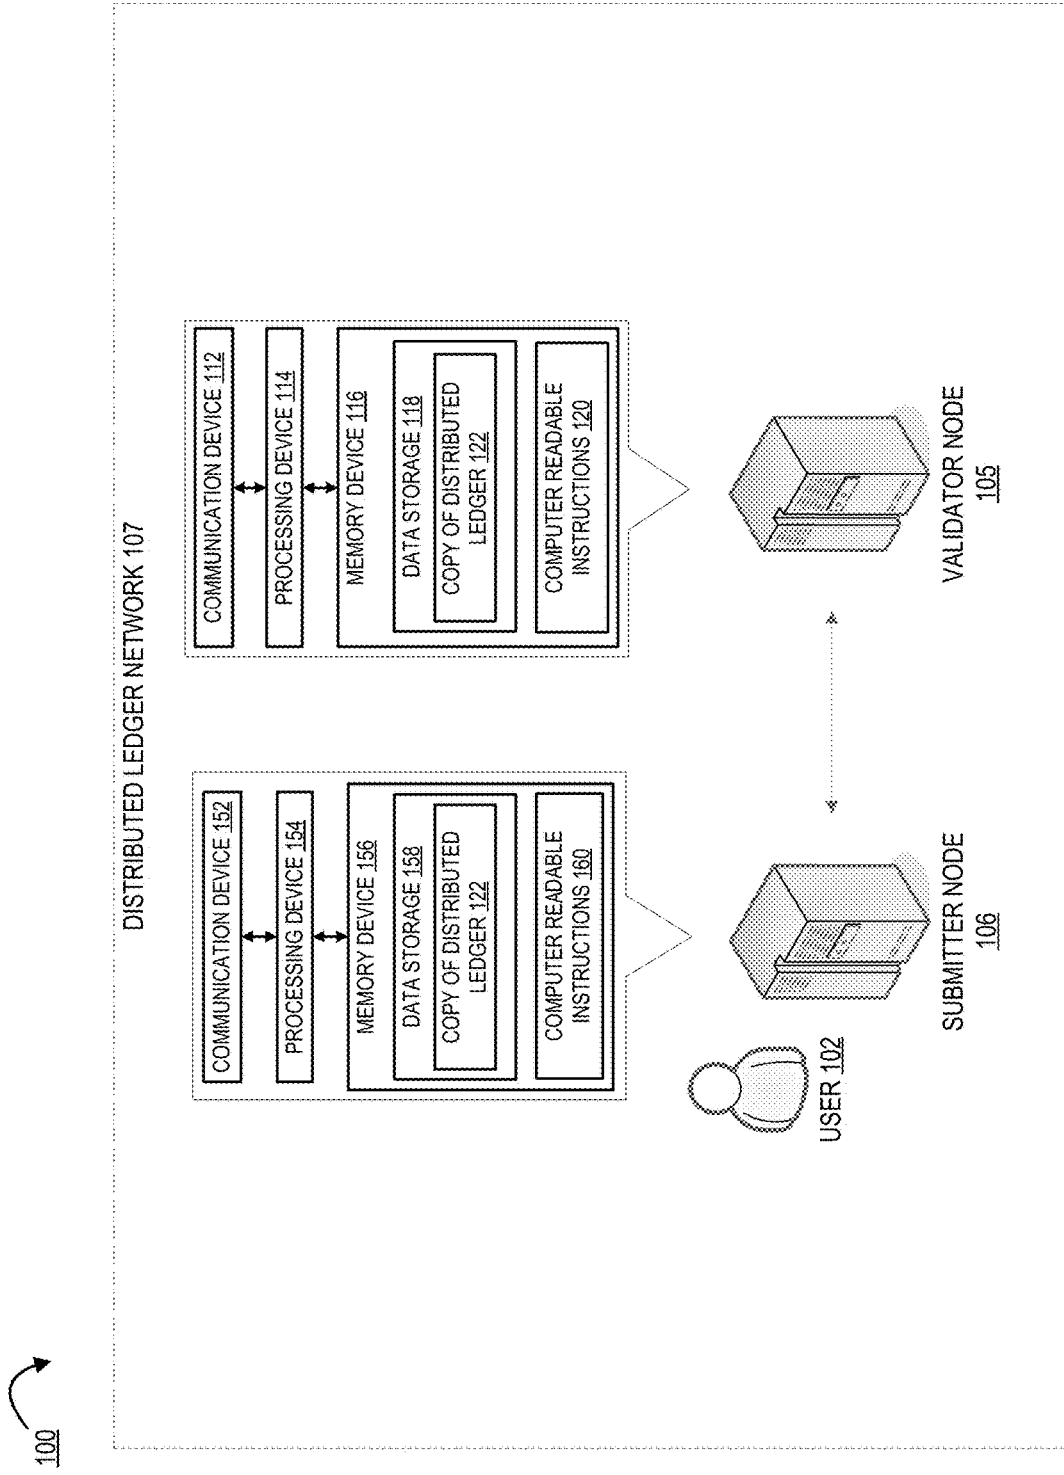 100
DISTRIBUTED LEDGER NETWORK 107
COMMUNICATION DEVICE 152
PROCESSING DEVICE 154
MEMORY DEVICE 156
DATA STORAGE 158
COPY OF DISTRIBUTED
LEDGER 122
COMPUTER READABLE
INSTRUCTIONS 160
COMMUNICATION DEVICE 112
PROCESSING DEVICE 114
MEMORY DEVICE 116
DATA STORAGE 118
COPY OF DISTRIBUTED
LEDGER 122
COMPUTER READABLE
INSTRUCTIONS 120
USER 102
SUBMITTER NODE
106
VALIDATOR NODE
105